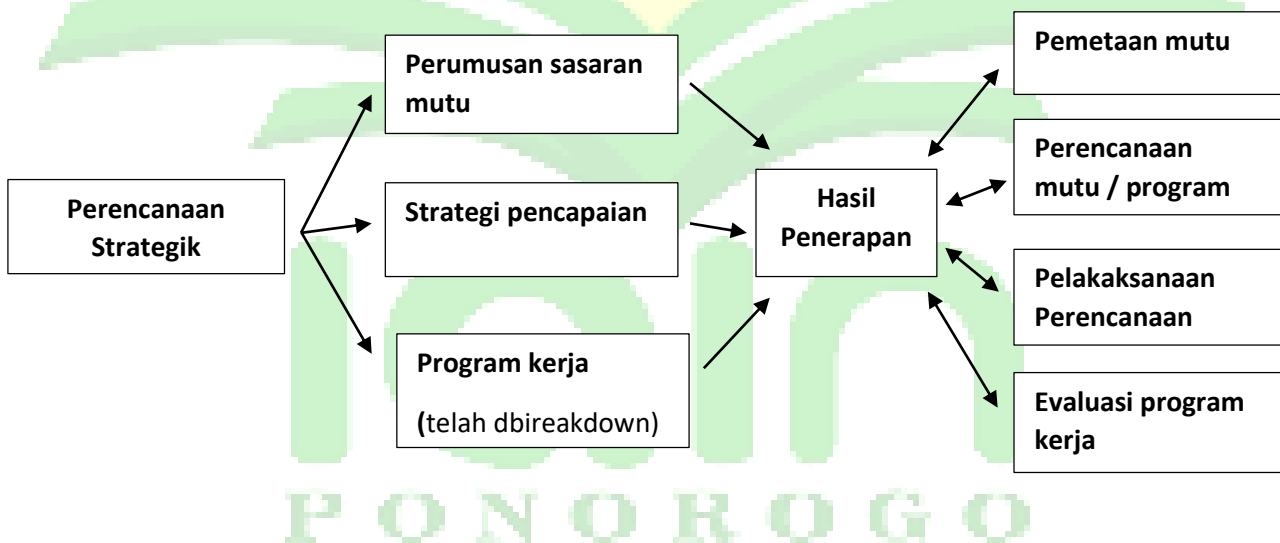 Perencanaan
Strategik
Perumusan sasaran
mutu
Strategi pencapaian
Program kerja
(telah dbireakdown)
Hasil
Penerapan
Pemetaan mutu
Perencanaan
mutu / program
Pelakaksanaan
Perencanaan
Evaluasi program
kerja
iain
PONOROGO